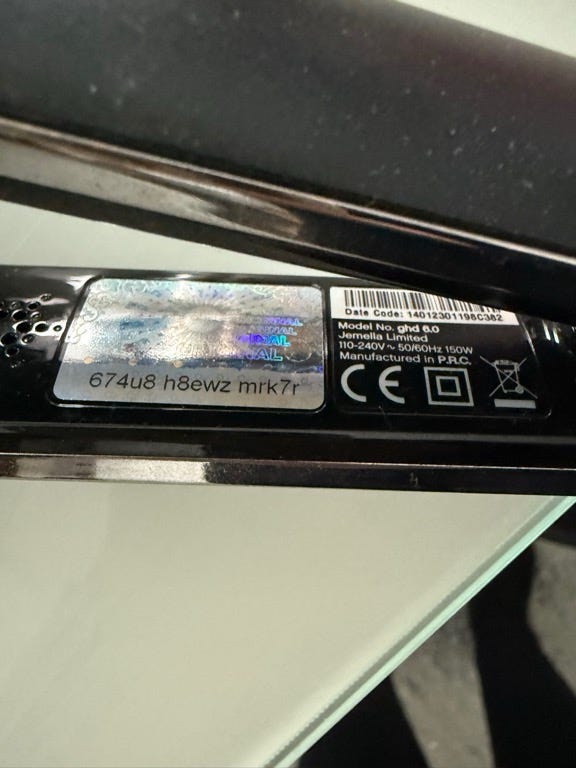 ORIGINAL
674u8 h8ewz mrk7r
Date Code: 14012301198C382
Model No. ghd 6.0
Jemella Limited
110-240V ~ 50/60Hz 150W
Manufactured in P.R.C.
CE